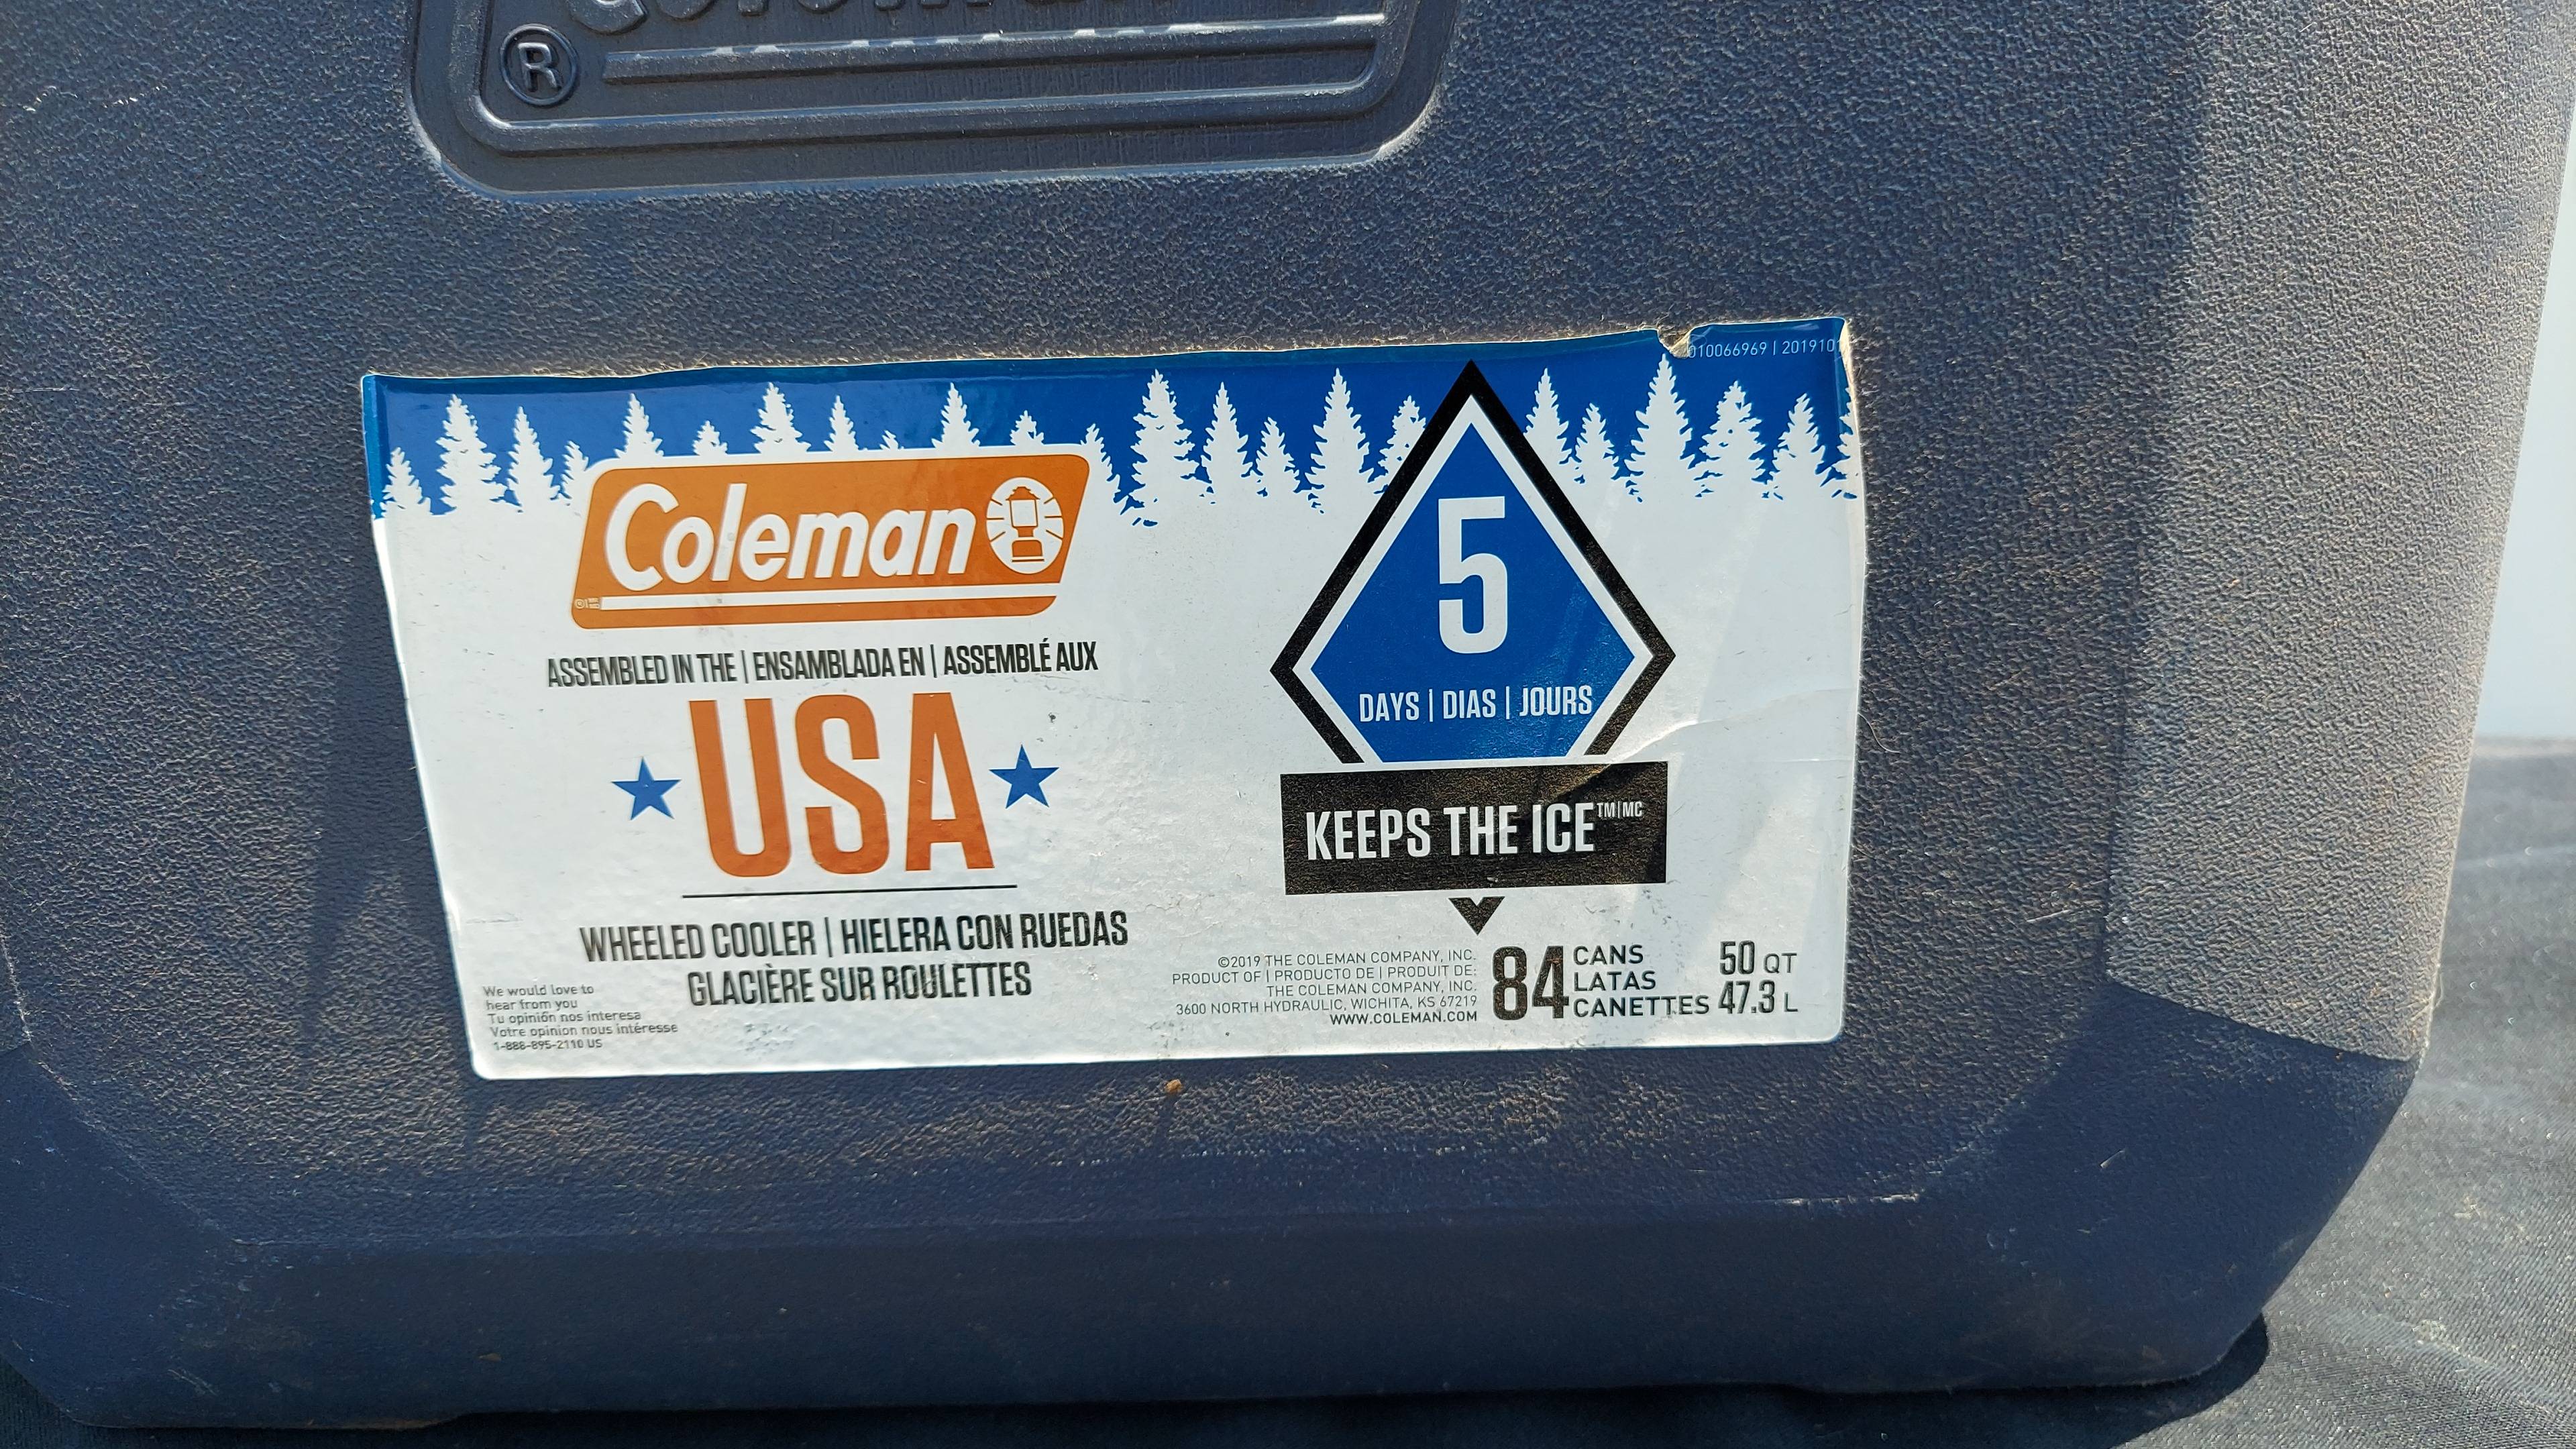 Coleman
®
010066969 | 201910
Coleman
ASSEMBLED IN THE | ENSAMBLADA EN | ASSEMBLÉ AUX
USA
WHEELED COOLER | HIELERA CON RUEDAS
GLACIÈRE SUR ROULETTES
We would love to
hear from you
Tu opinión nos interesa
Votre opinion nous intéresse
1-888-895-2110 US
5
DAYS | DIAS | JOURS
KEEPS THE ICE™|MC
©2019 THE COLEMAN COMPANY, INC.
PRODUCT OF | PRODUCTO DE | PRODUIT DE:
THE COLEMAN COMPANY, INC.
3600 NORTH HYDRAULIC, WICHITA, KS 67219
WWW.COLEMAN.COM
84 CANS
LATAS
CANETTES
50 QT
47.3 L